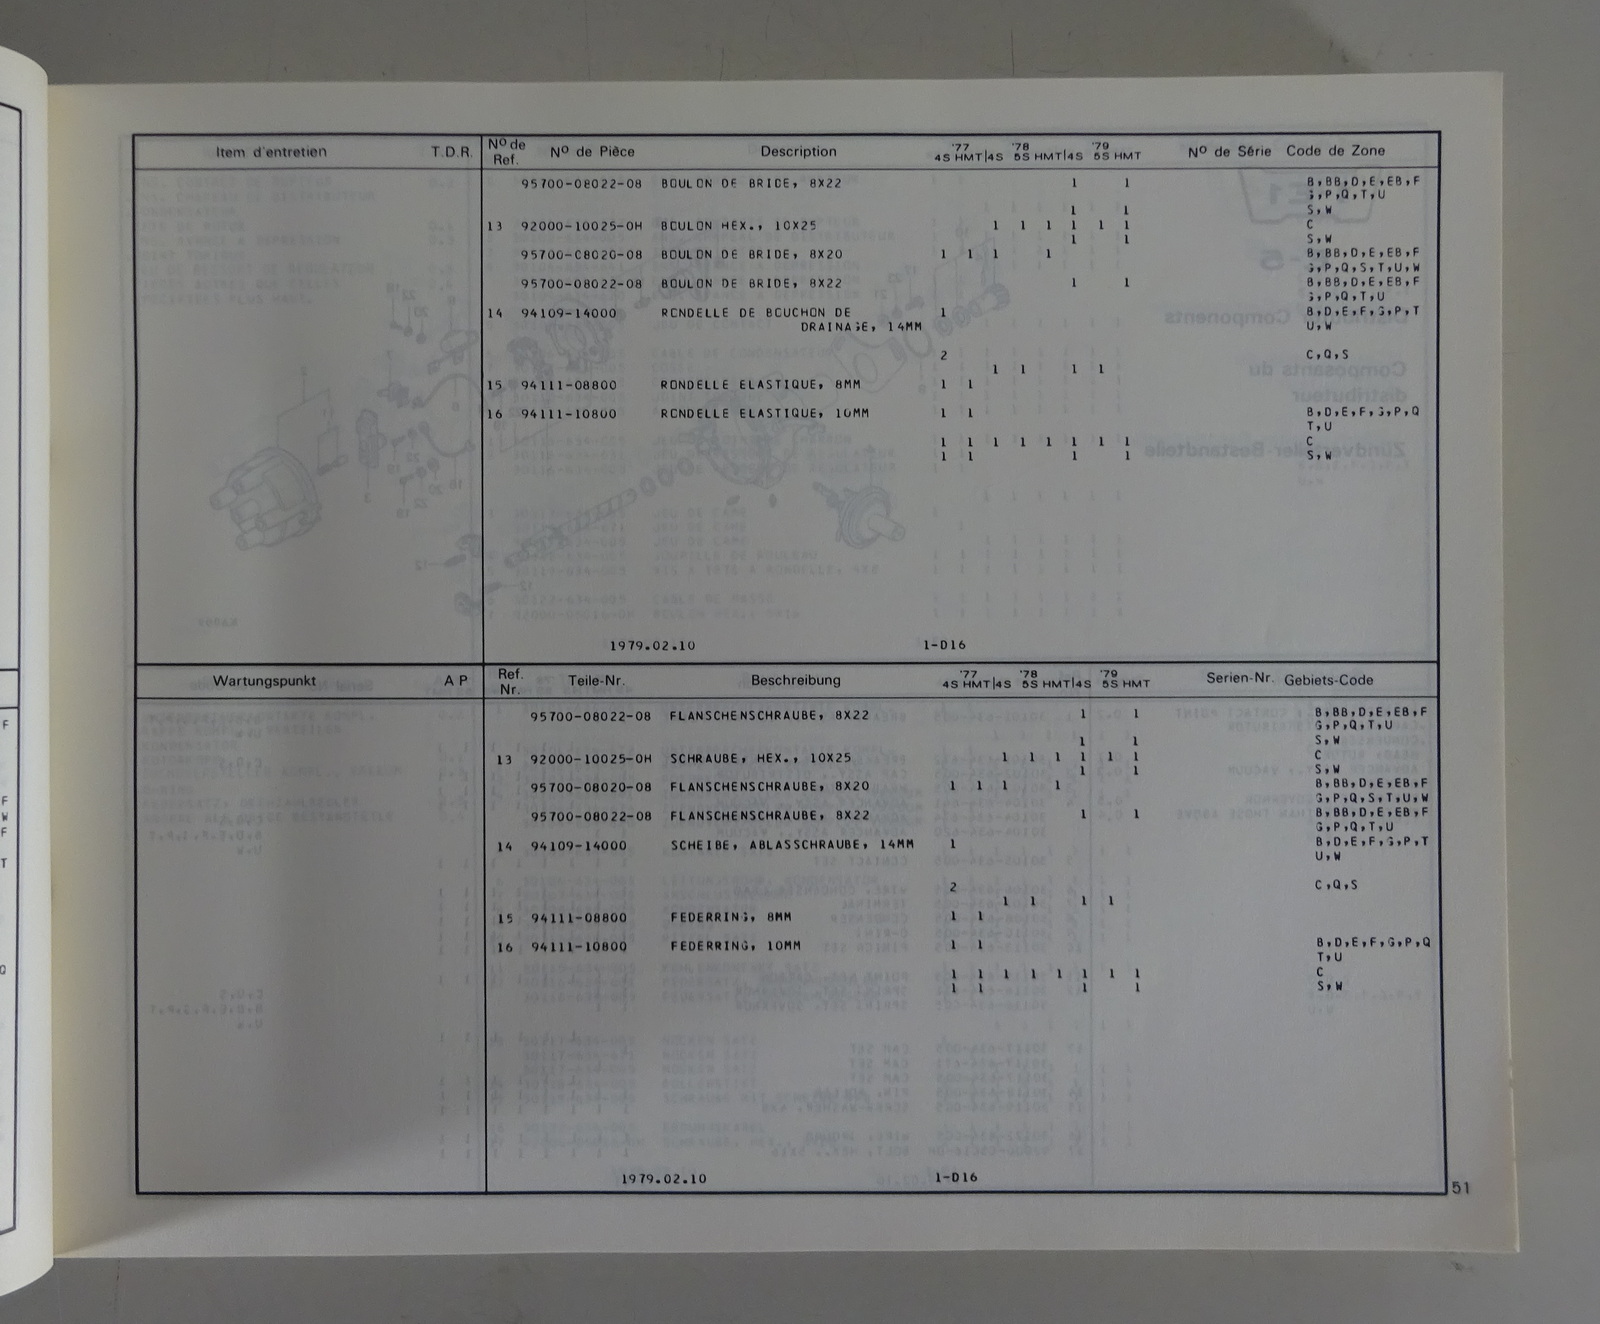 Item d'entretien T.D.R. Nº de Ref. Nº de Pièce Description '77 4S HMT|4S '78 5S HMT|4S '79 5S HMT Nº de Série Code de Zone
95700-08022-08 BOULON DE BRIDE, 8X22 1 1 B,BB,D,E,EB,F
G,P,Q,T,U
1 1 S,W
13 92000-10025-0H BOULON HEX., 10X25 1 1 1 1 1 1 C
1 1 S,W
95700-08020-08 BOULON DE BRIDE, 8X20 1 1 1 1 B,BB,D,E,EB,F
G,P,Q,S,T,U,W
95700-08022-08 BOULON DE BRIDE, 8X22 1 1 B,BB,D,E,EB,F
G,P,Q,T,U
14 94109-14000 RONDELLE DE BOUCHON DE 1 B,D,E,F,G,P,T
DRAINAGE, 14MM U,W
2 C,Q,S
1 1 1 1
15 94111-08800 RONDELLE ELASTIQUE, 8MM 1 1
16 94111-10800 RONDELLE ELASTIQUE, 10MM 1 1 B,D,E,F,G,P,Q
T,U
1 1 1 1 1 1 1 1 C
1 1 1 1 S,W
1979.02.10 1-D16
Wartungspunkt A P Ref. Nr. Teile-Nr. Beschreibung '77 4S HMT|4S '78 5S HMT|4S '79 5S HMT Serien-Nr. Gebiets-Code
95700-08022-08 FLANSCHENSCHRAUBE, 8X22 1 1 B,BB,D,E,EB,F
G,P,Q,T,U
1 1 S,W
13 92000-10025-0H SCHRAUBE, HEX., 10X25 1 1 1 1 1 1 C
1 1 S,W
95700-08020-08 FLANSCHENSCHRAUBE, 8X20 1 1 1 1 B,BB,D,E,EB,F
G,P,Q,S,T,U,W
95700-08022-08 FLANSCHENSCHRAUBE, 8X22 1 1 B,BB,D,E,EB,F
G,P,Q,T,U
14 94109-14000 SCHEIBE, ABLASSCHRAUBE, 14MM 1 B,D,E,F,G,P,T
U,W
2 C,Q,S
1 1 1 1
15 94111-08800 FEDERRING, 8MM 1 1
16 94111-10800 FEDERRING, 10MM 1 1 B,D,E,F,G,P,Q
T,U
1 1 1 1 1 1 1 1 C
1 1 1 1 S,W
1979.02.10 1-D16
51